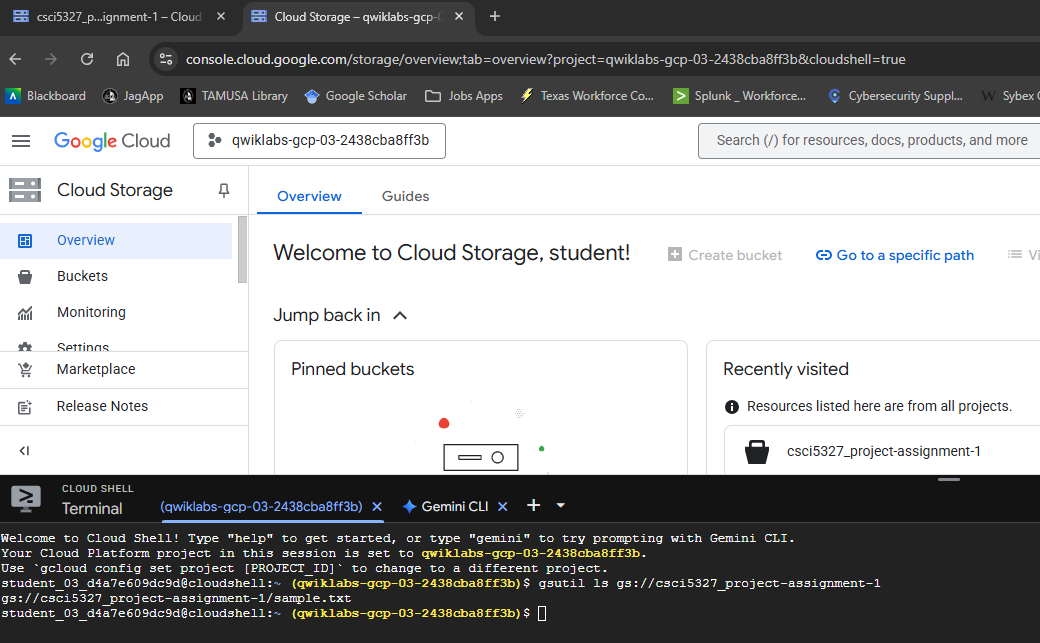 csci5327_p...ignment-1 – Cloud
Cloud Storage – qwiklabs-gcp-0
console.cloud.google.com/storage/overview;tab=overview?project=qwiklabs-gcp-03-2438cba8ff3b&cloudshell=true
Blackboard JagApp TAMUSA Library Google Scholar Jobs Apps Texas Workforce Co... Splunk _ Workforce... Cybersecurity Suppl... Sybex
Google Cloud qwiklabs-gcp-03-2438cba8ff3b Search (/) for resources, docs, products, and more
Cloud Storage
Overview Guides
Overview
Buckets
Monitoring
Settings
Marketplace
Release Notes
Welcome to Cloud Storage, student! Create bucket Go to a specific path Vi
Jump back in
Pinned buckets
Recently visited
Resources listed here are from all projects.
csci5327_project-assignment-1
CLOUD SHELL
Terminal (qwiklabs-gcp-03-2438cba8ff3b) Gemini CLI
Welcome to Cloud Shell! Type "help" to get started, or type "gemini" to try prompting with Gemini CLI.
Your Cloud Platform project in this session is set to qwiklabs-gcp-03-2438cba8ff3b.
Use `gcloud config set project [PROJECT_ID]` to change to a different project.
student_03_d4a7e609dc9d@cloudshell:~ (qwiklabs-gcp-03-2438cba8ff3b)$ gsutil ls gs://csci5327_project-assignment-1
gs://csci5327_project-assignment-1/sample.txt
student_03_d4a7e609dc9d@cloudshell:~ (qwiklabs-gcp-03-2438cba8ff3b)$